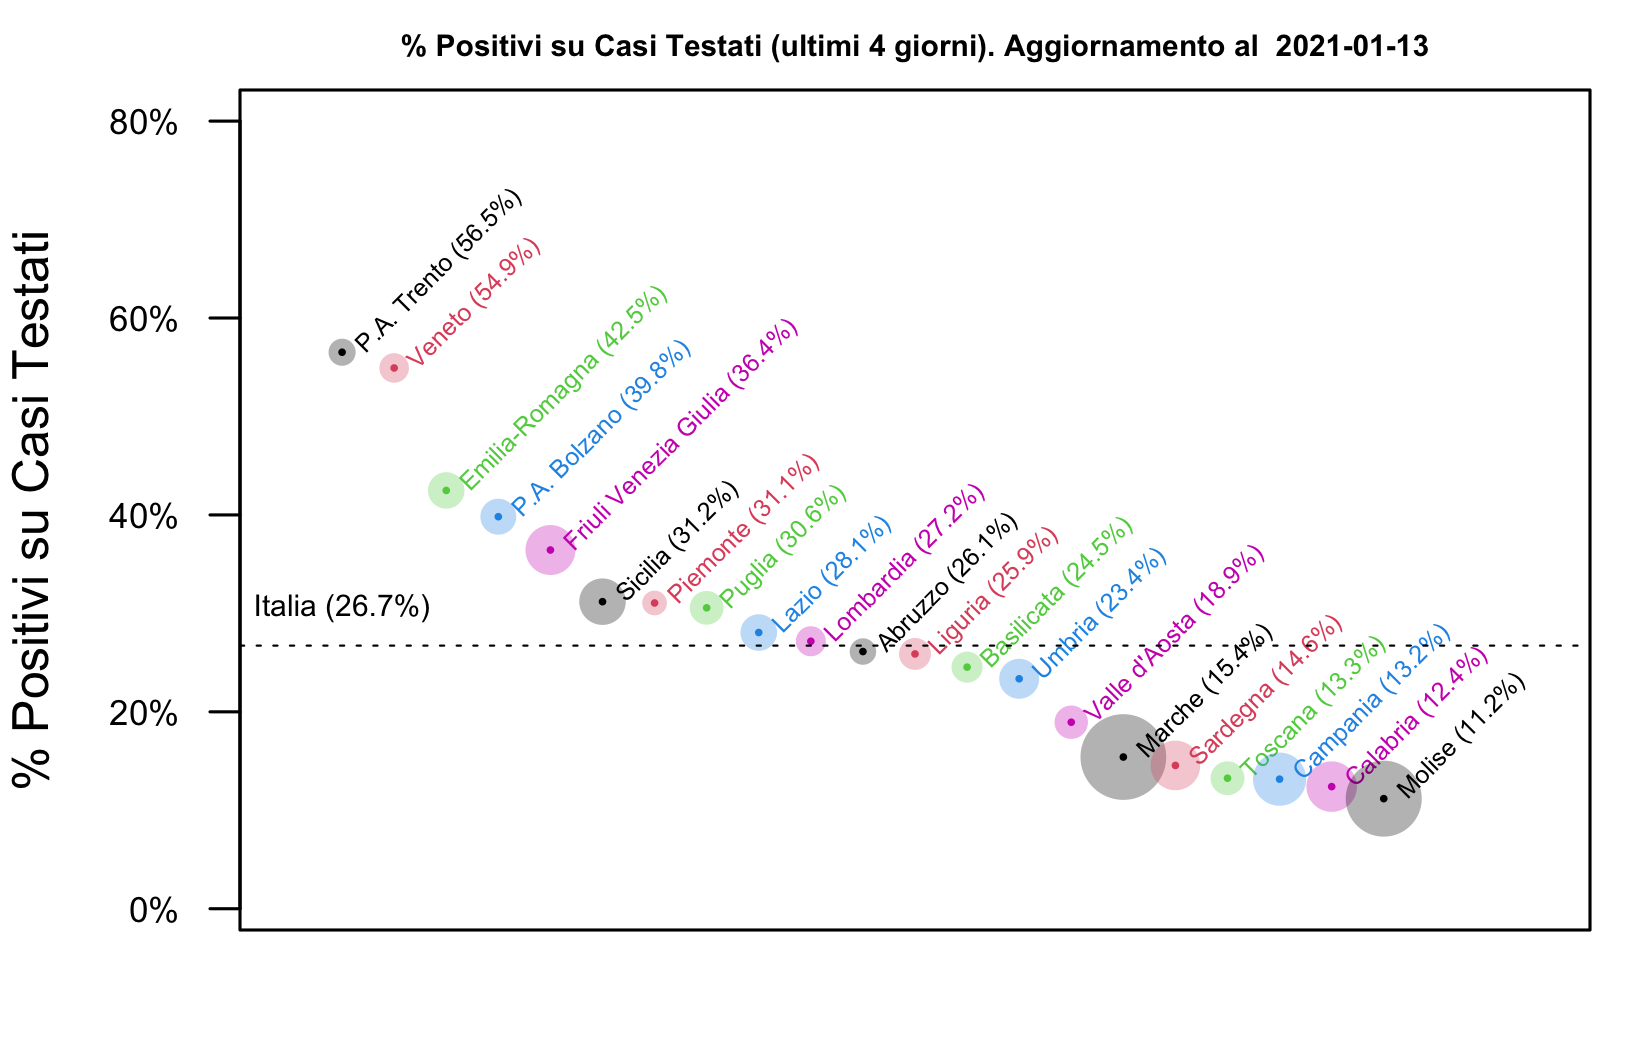 % Positivi su Casi Testati (ultimi 4 giorni). Aggiornamento al  2021-01-13
% Positivi su Casi Testati
80%
60%
40%
20%
0%
P.A. Trento (56.5%)
Veneto (54.9%)
Emilia-Romagna (42.5%)
P.A. Bolzano (39.8%)
Friuli Venezia Giulia (36.4%)
Sicilia (31.2%)
Piemonte (31.1%)
Puglia (30.6%)
Lazio (28.1%)
Lombardia (27.2%)
Abruzzo (26.1%)
Liguria (25.9%)
Basilicata (24.5%)
Umbria (23.4%)
Valle d'Aosta (18.9%)
Marche (15.4%)
Sardegna (14.6%)
Toscana (13.3%)
Campania (13.2%)
Calabria (12.4%)
Molise (11.2%)
Italia (26.7%)